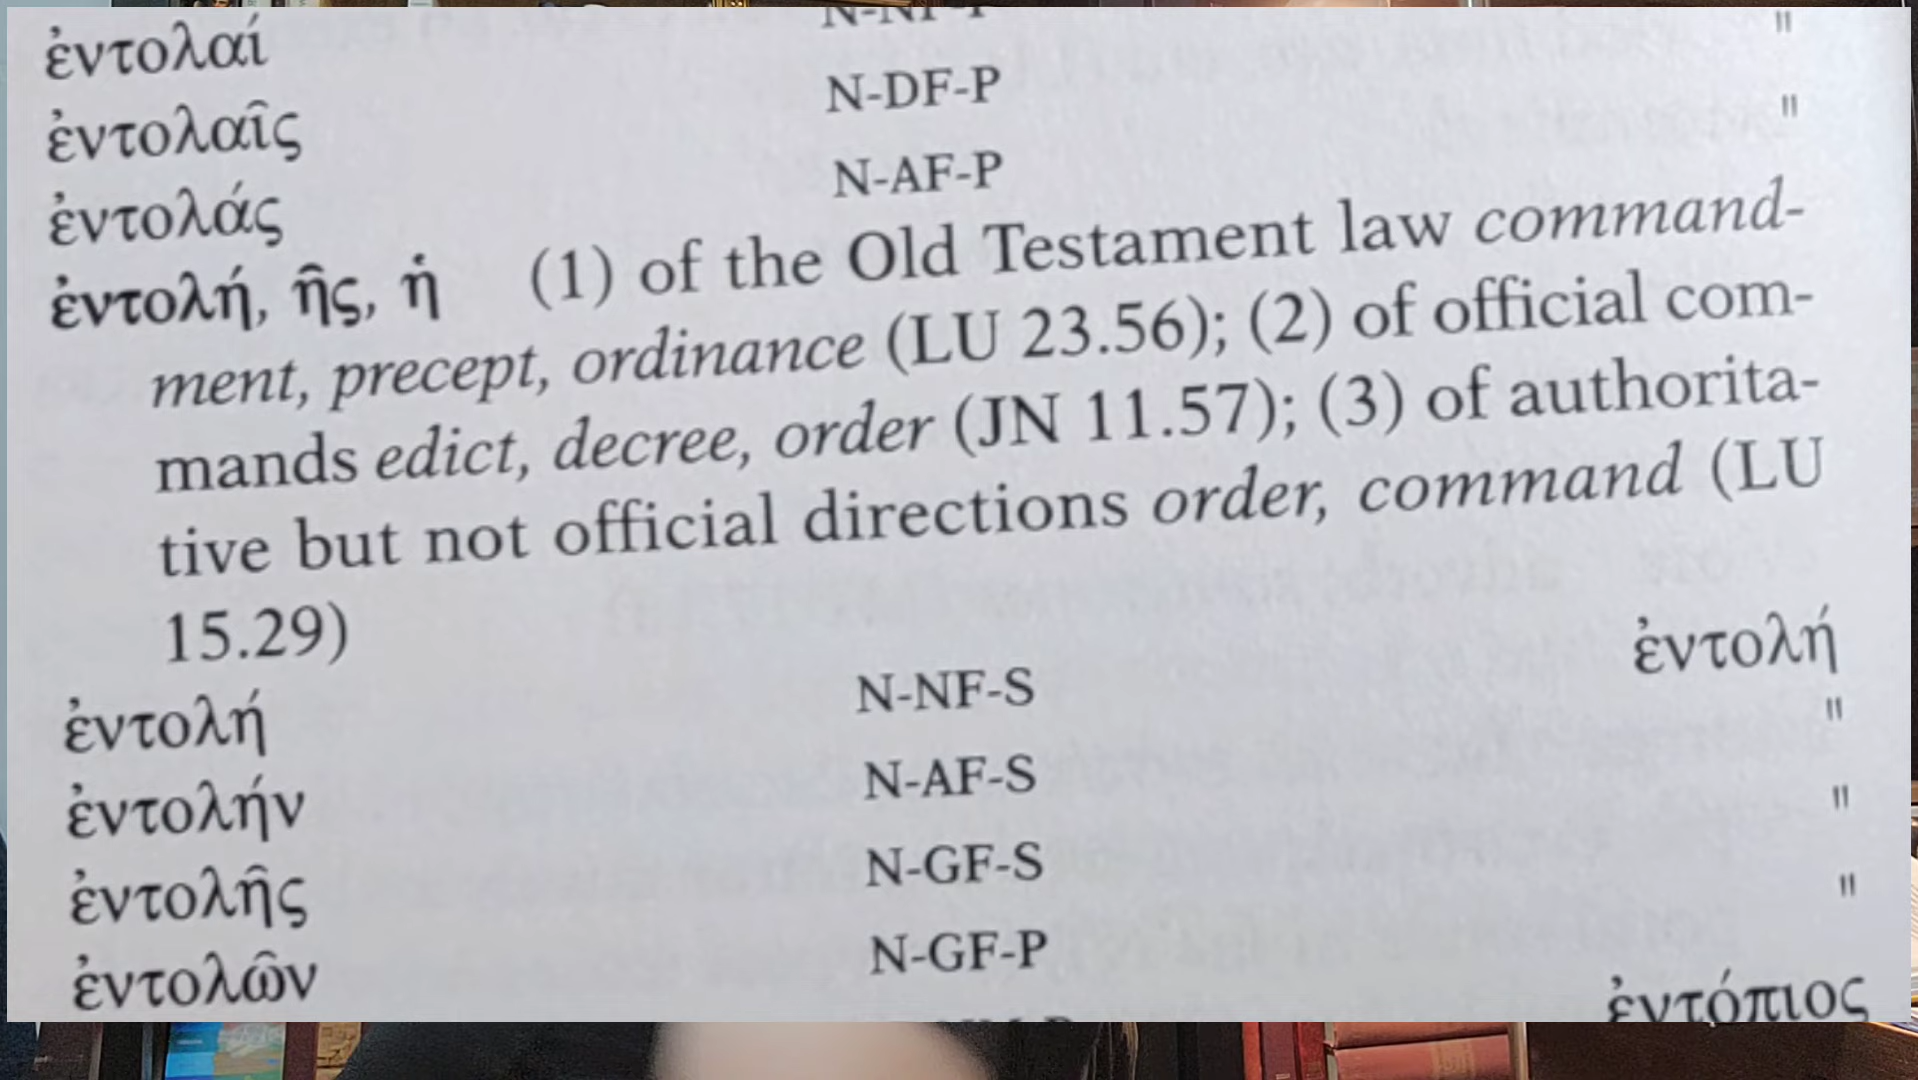 ἐντολαί "
ἐντολαῖς N-DF-P "
ἐντολάς N-AF-P
ἐντολή, ῆς, ἡ (1) of the Old Testament law command-
ment, precept, ordinance (LU 23.56); (2) of official com-
mands edict, decree, order (JN 11.57); (3) of authorita-
tive but not official directions order, command (LU
15.29)
ἐντολή N-NF-S ἐντολή
ἐντολήν N-AF-S "
ἐντολῆς N-GF-S "
ἐντολῶν N-GF-P "
ἐντόπιος